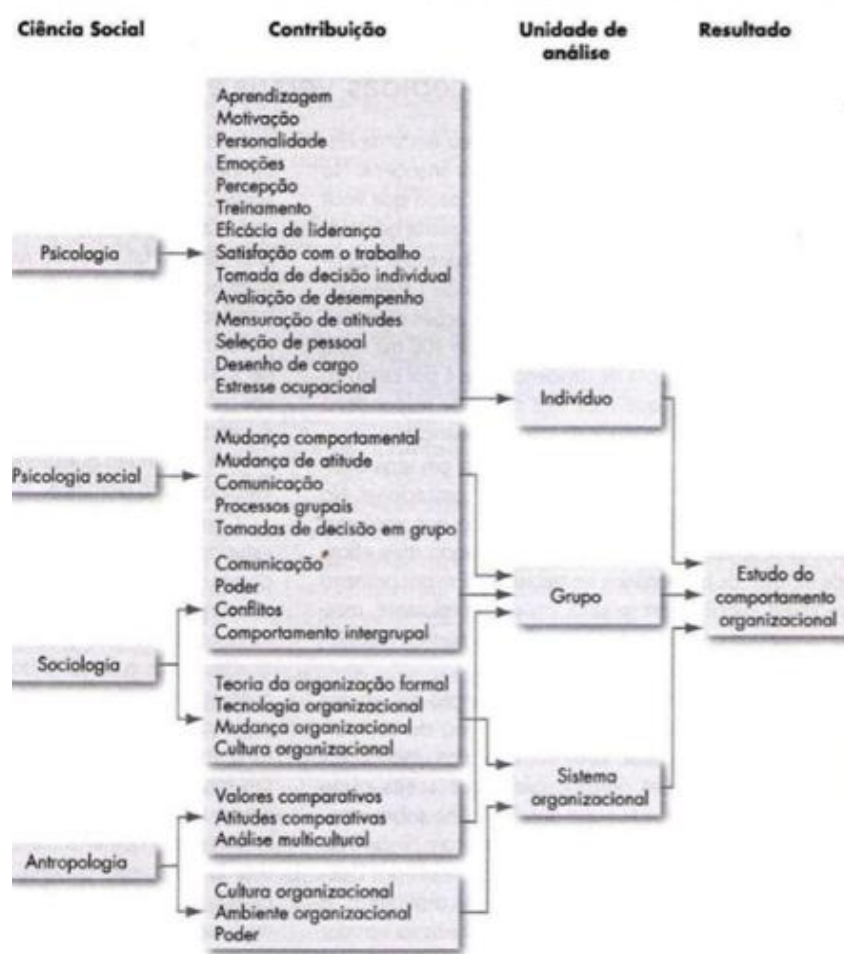 Ciência Social
Contribuição
Unidade de
análise
Resultado
Psicologia
Aprendizagem
Motivação
Personalidade
Emoções
Percepção
Treinamento
Eficácia de liderança
Satisfação com o trabalho
Tomada de decisão individual
Avaliação de desempenho
Mensuração de atitudes
Seleção de pessoal
Desenho de cargo
Estresse ocupacional
Indivíduo
Psicologia social
Mudança comportamental
Mudança de atitude
Comunicação
Processos grupais
Tomadas de decisão em grupo
Comunicação
Poder
Conflitos
Comportamento intergrupal
Grupo
Estudo do
comportamento
organizacional
Sociologia
Teoria da organização formal
Tecnologia organizacional
Mudança organizacional
Cultura organizacional
Sistema
organizacional
Antropologia
Valores comparativos
Atitudes comparativas
Análise multicultural
Cultura organizacional
Ambiente organizacional
Poder